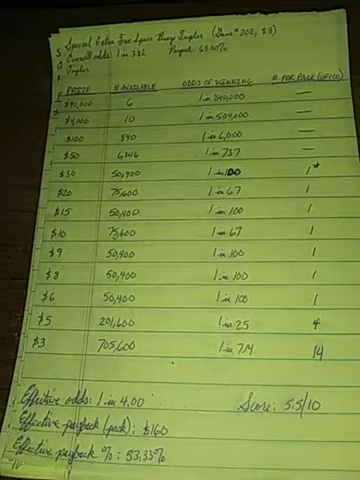 Special Extra Free Space Bingo Tripler (Game #202, $3)
Overall odds: 1 in 3.82 Payout: 63.00%
Tripler
PRIZE # AVAILABLE ODDS OF WINNING # PER PACK (OF 100)
$40,000 6 1 in 840,000 —
$4,000 10 1 in 504,000 —
$100 840 1 in 6,000 —
$50 6,846 1 in 737 —
$30 50,400 1 in 100 1*
$20 75,600 1 in 67 1
$15 50,400 1 in 100 1
$10 75,600 1 in 67 1
$9 50,400 1 in 100 1
$8 50,400 1 in 100 1
$6 50,400 1 in 100 1
$5 201,600 1 in 25 4
$3 705,600 1 in 7.14 14
Effective odds: 1 in 4.00 Score: 5.5/10
Effective payback (pack): $160
Effective payback %: 53.33%